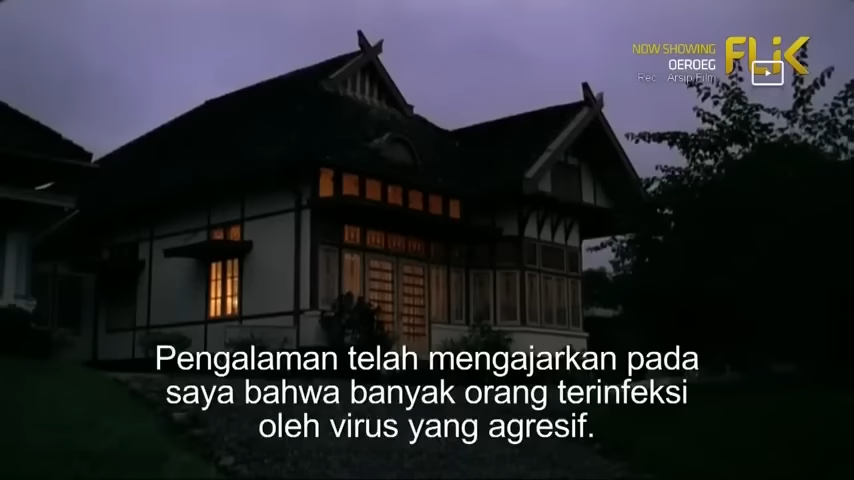 NOW SHOWING
OEROEG
FLiK
Rec Arsip Film
Pengalaman telah mengajarkan pada
saya bahwa banyak orang terinfeksi
oleh virus yang agresif.